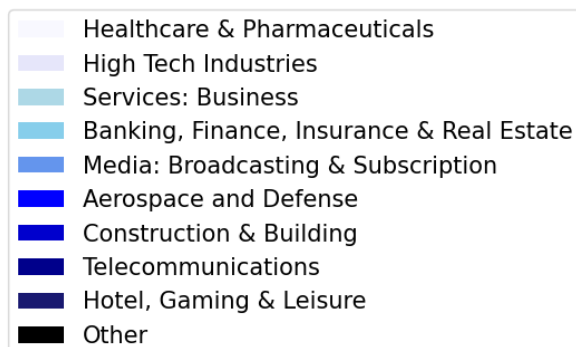 Healthcare & Pharmaceuticals
High Tech Industries
Services: Business
Banking, Finance, Insurance & Real Estate
Media: Broadcasting & Subscription
Aerospace and Defense
Construction & Building
Telecommunications
Hotel, Gaming & Leisure
Other